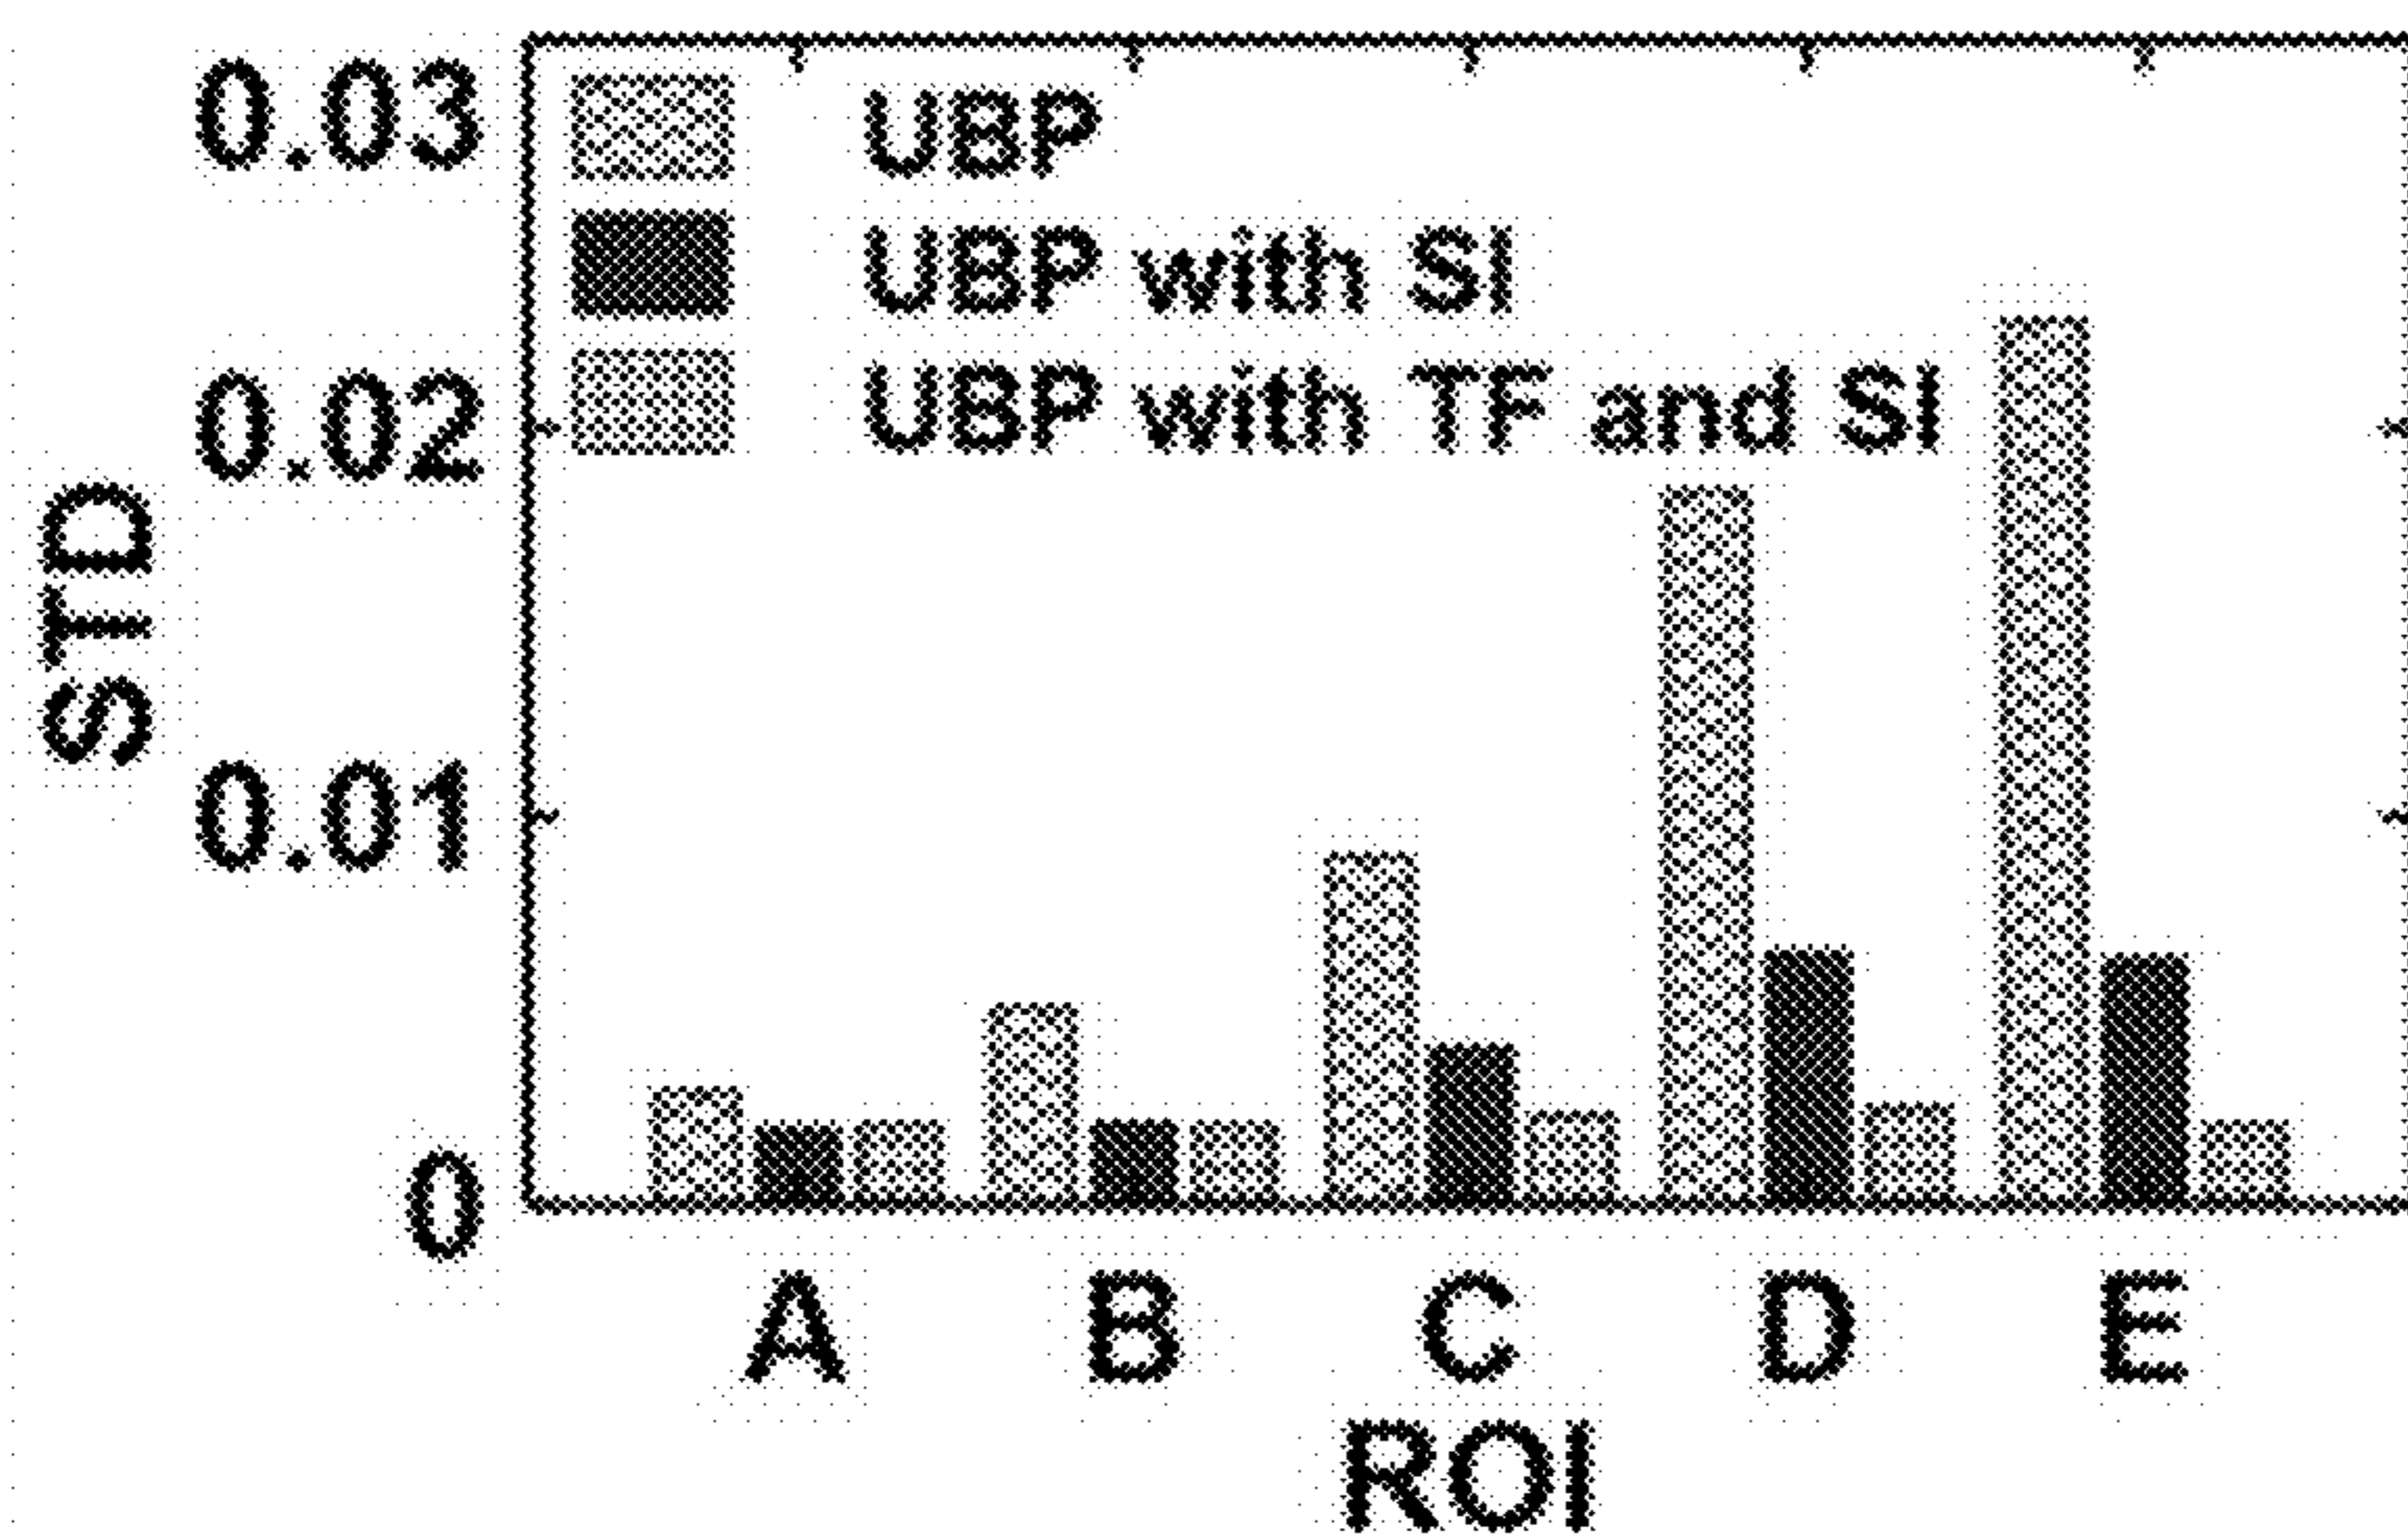 0.03
UBP
UBP with SI
0.02
UBP with TF and SI
STD
0.01
0
A B C D E
ROI